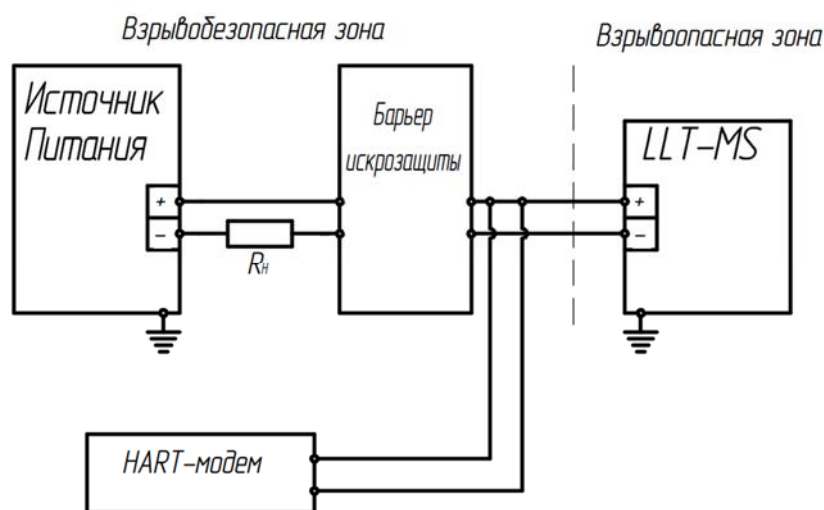 Взрывобезопасная зона
Взрывоопасная зона
Источник
Питания
+
−
Rн
Барьер
искрозащиты
LLT-MS
+
−
HART-модем